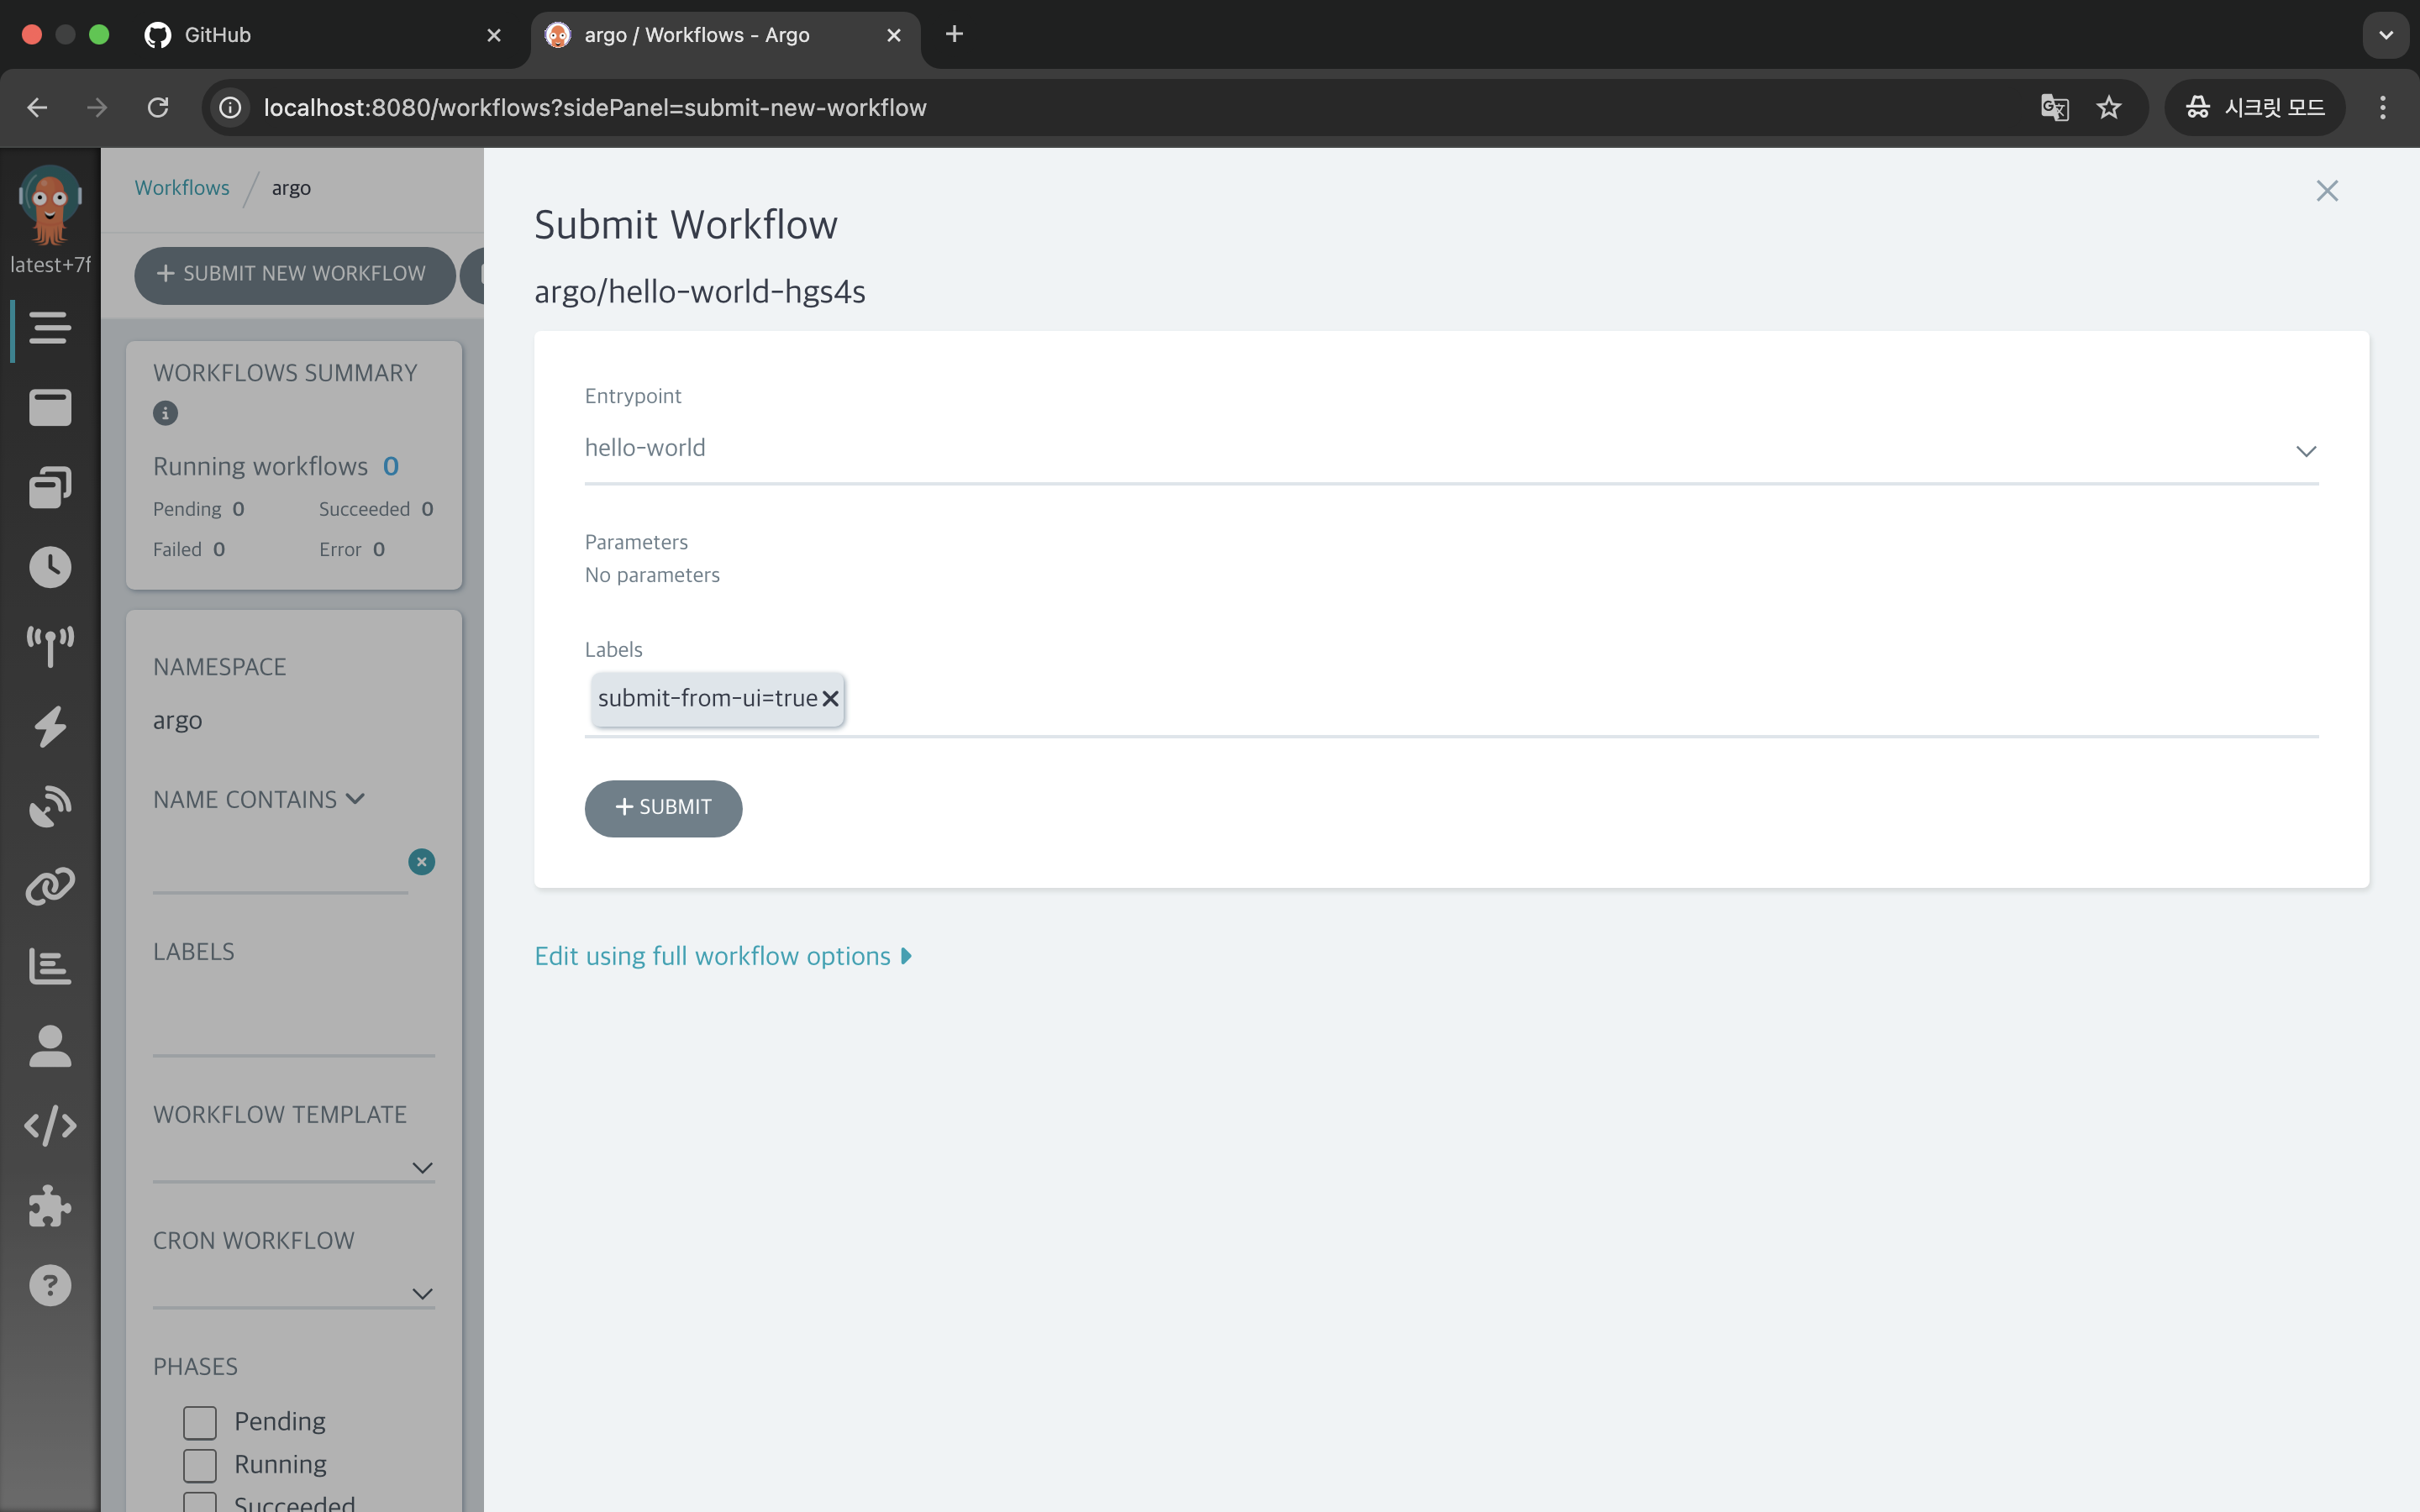 GitHub
argo / Workflows - Argo
localhost:8080/workflows?sidePanel=submit-new-workflow
시크릿 모드
latest+7f
Workflows / argo
SUBMIT NEW WORKFLOW
WORKFLOWS SUMMARY
Running workflows 0
Pending 0 Succeeded 0
Failed 0 Error 0
NAMESPACE
argo
NAME CONTAINS
LABELS
WORKFLOW TEMPLATE
CRON WORKFLOW
PHASES
Pending
Running
Succeeded
Submit Workflow
argo/hello-world-hgs4s
Entrypoint
hello-world
Parameters
No parameters
Labels
submit-from-ui=true
SUBMIT
Edit using full workflow options